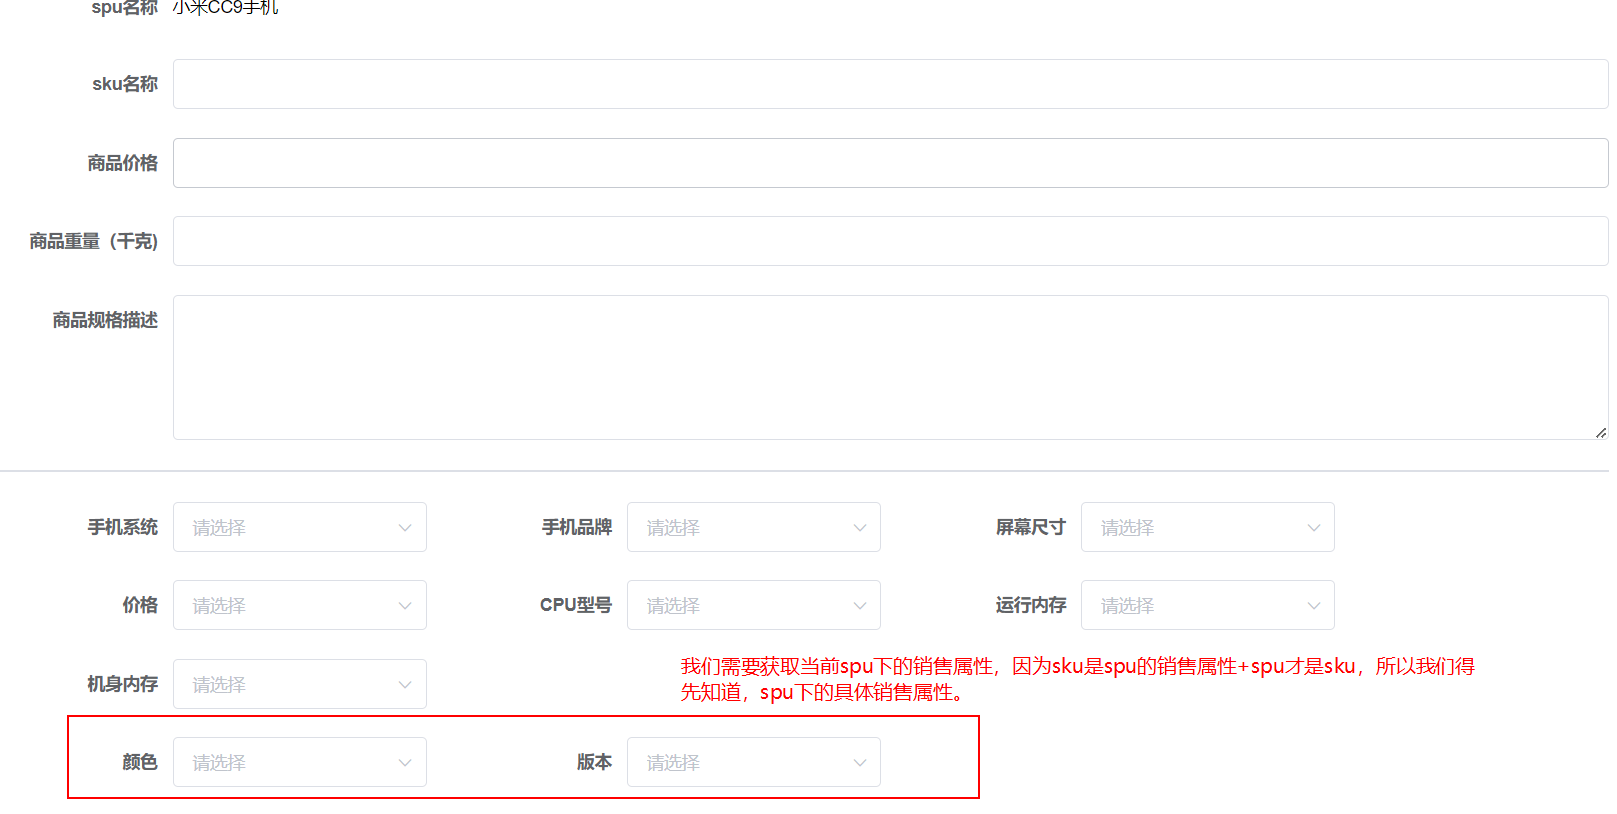 spu名称 小米CC9手机
sku名称
商品价格
商品重量（千克)
商品规格描述
手机系统 请选择 手机品牌 请选择 屏幕尺寸 请选择
价格 请选择 CPU型号 请选择 运行内存 请选择
机身内存 请选择
我们需要获取当前spu下的销售属性，因为sku是spu的销售属性+spu才是sku，所以我们得
先知道，spu下的具体销售属性。
颜色 请选择 版本 请选择